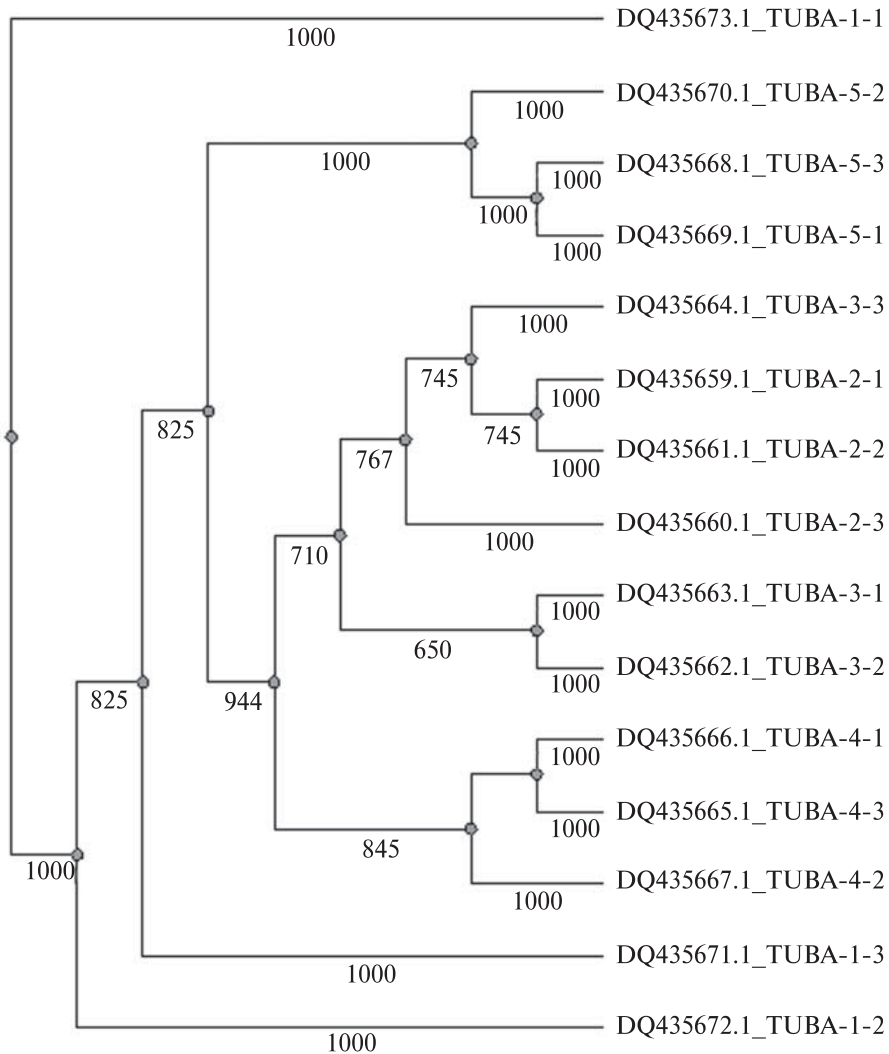 DQ435673.1_TUBA-1-1
1000
DQ435670.1_TUBA-5-2
1000
1000
DQ435668.1_TUBA-5-3
1000
1000
DQ435669.1_TUBA-5-1
1000
DQ435664.1_TUBA-3-3
1000
745
DQ435659.1_TUBA-2-1
1000
825
745
DQ435661.1_TUBA-2-2
767
1000
DQ435660.1_TUBA-2-3
1000
710
DQ435663.1_TUBA-3-1
1000
650
DQ435662.1_TUBA-3-2
1000
825
944
DQ435666.1_TUBA-4-1
1000
DQ435665.1_TUBA-4-3
1000
845
1000
DQ435667.1_TUBA-4-2
1000
DQ435671.1_TUBA-1-3
1000
DQ435672.1_TUBA-1-2
1000